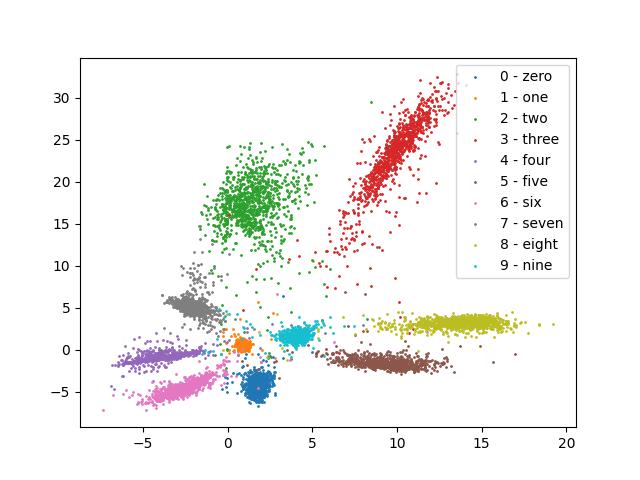 30
25
20
15
10
5
0
−5
−5
0
5
10
15
20
0 - zero
1 - one
2 - two
3 - three
4 - four
5 - five
6 - six
7 - seven
8 - eight
9 - nine